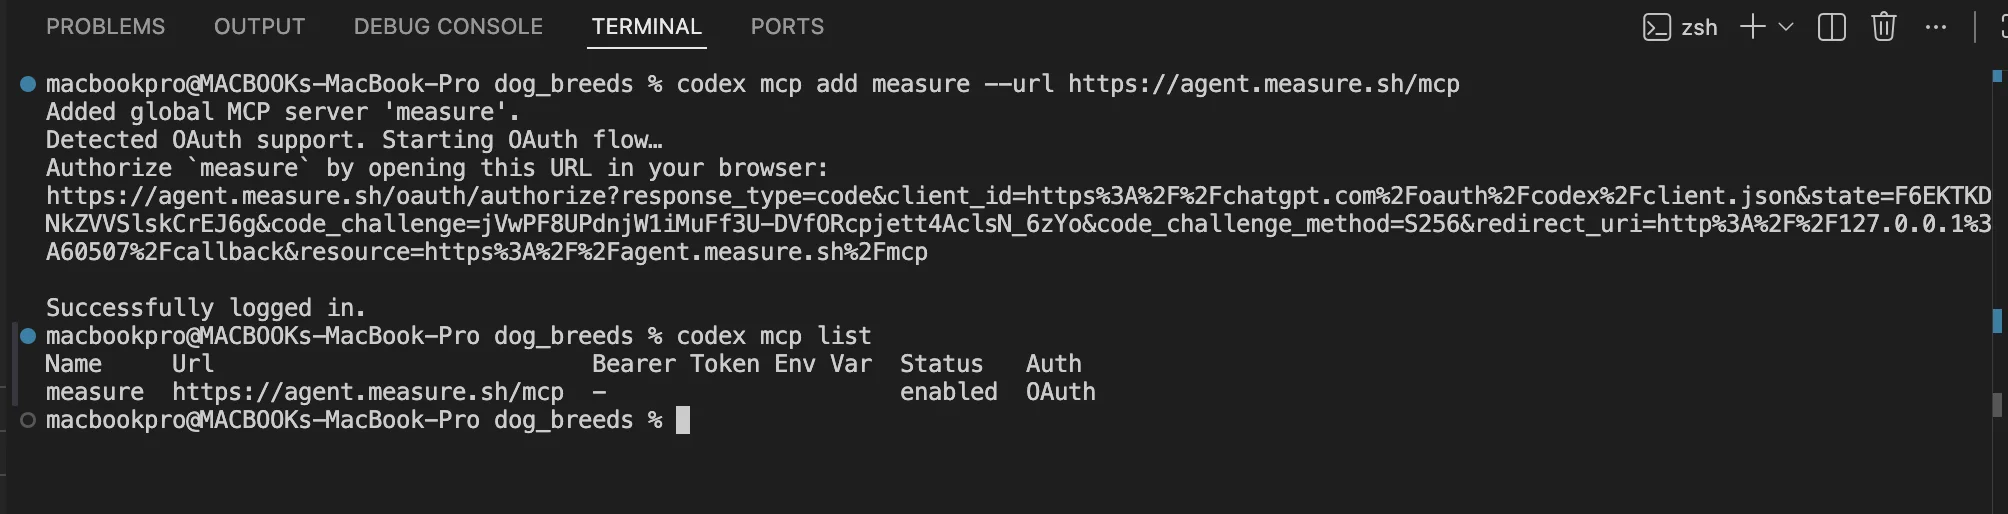 PROBLEMS OUTPUT DEBUG CONSOLE TERMINAL PORTS zsh
macbookpro@MACBOOKs-MacBook-Pro dog_breeds % codex mcp add measure --url https://agent.measure.sh/mcp
Added global MCP server 'measure'.
Detected OAuth support. Starting OAuth flow…
Authorize `measure` by opening this URL in your browser:
https://agent.measure.sh/oauth/authorize?response_type=code&client_id=https%3A%2F%2Fchatgpt.com%2Foauth%2Fcodex%2Fclient.json&state=F6EKTKD
NkZVVSlskCrEJ6g&code_challenge=jVwPF8UPdnjW1iMuFf3U-DVfORcpjett4AclsN_6zYo&code_challenge_method=S256&redirect_uri=http%3A%2F%2F127.0.0.1%3
A60507%2Fcallback&resource=https%3A%2F%2Fagent.measure.sh%2Fmcp
Successfully logged in.
macbookpro@MACBOOKs-MacBook-Pro dog_breeds % codex mcp list
Name Url Bearer Token Env Var Status Auth
measure https://agent.measure.sh/mcp - enabled OAuth
macbookpro@MACBOOKs-MacBook-Pro dog_breeds %